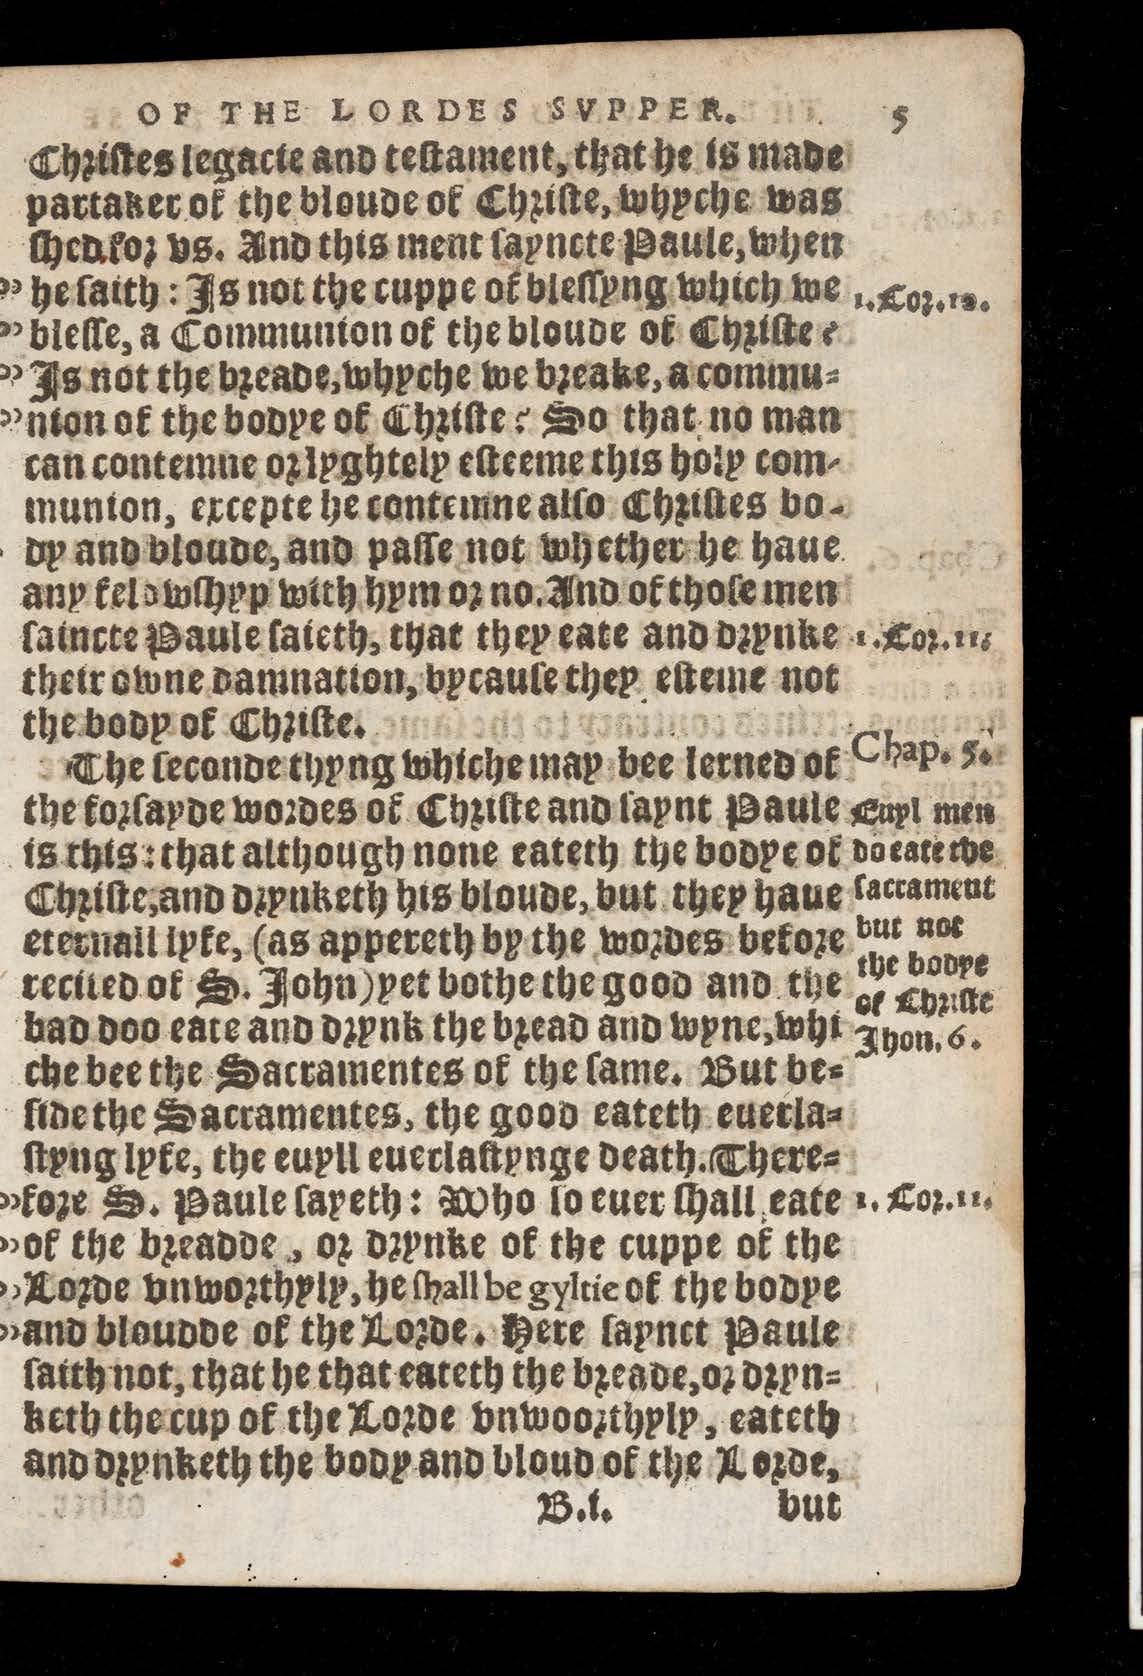 OF THE LORDES SVPPER. 5
Christes legacie and testament, that he is made
partaker of the bloude of Christe, whyche was
shed for vs. And this ment sayncte Paule, when
he saith: Is not the cuppe of blessyng which we
1. Cor. 10.
blesse, a Communion of the bloude of Christe?
Is not the breade, whyche we breake, a commu=
nion of the bodye of Christe? So that no man
can contemne or lyghtely esteeme this holy com-
munion, excepte he contemne also Christes bo-
dy and bloude, and passe not whether he haue
any felowshyp with hym or no. And of those men
saincte Paule saieth, that they eate and drynke
1. Cor. 11.
their owne damnation, bycause they esteme not
the body of Christe.
The seconde thyng whiche may bee lerned of
Chap. 5.
the forsayde wordes of Christe and saynt Paule
is this: that although none eateth the bodye of
Christe, and drynketh his bloude, but they haue
eternall lyfe, (as appereth by the wordes before
recited of S. John) yet bothe the good and the
bad doo eate and drynk the bread and wyne, whi
che bee the Sacramentes of the same. But be=
side the Sacramentes, the good eateth euerla=
styng lyfe, the euyll euerlastynge death. There=
Euyl men
do eate the
sacrament
but not
the bodye
of Christe
Jhon. 6.
fore S. Paule sayeth: Who so euer shall eate
1. Cor. 11.
of the breadde, or drynke of the cuppe of the
Lorde vnworthyly, he shall be gyltie of the bodye
and bloudde of the Lorde. Here saynct Paule
saith not, that he that eateth the breade, or dryn=
keth the cup of the Lorde vnwoorthyly, eateth
and drynketh the body and bloud of the Lorde,
B.i. but